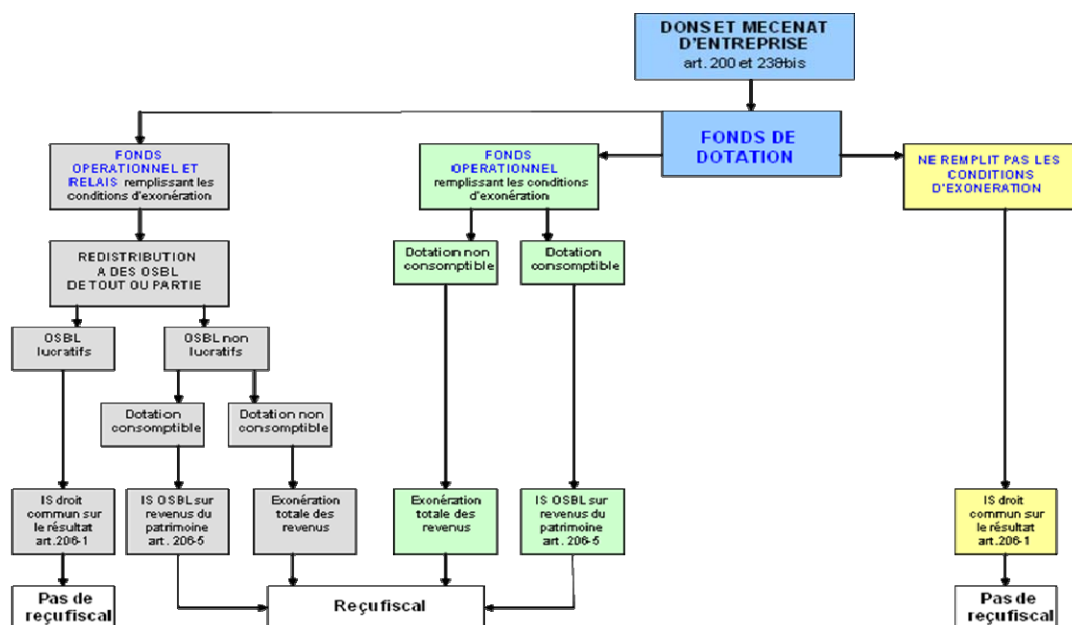 DONS ET MECENAT
D'ENTREPRISE
art. 200 et 238-bis
FONDS DE
DOTATION
FONDS
OPERATIONNEL ET
RELAIS remplissant les
conditions d'exonération
FONDS
OPERATIONNEL
remplissant les conditions
d'exonération
NE REMPLIT PAS LES
CONDITIONS
D'EXONERATION
REDISTRIBUTION
A DES OSBL
DE TOUT OU PARTIE
Dotation non
consomptible
Dotation
consomptible
OSBL
lucratifs
OSBL non
lucratifs
Dotation
consomptible
Dotation non
consomptible
IS droit
commun sur
le résultat
art.206-1
IS OSBL sur
revenus du
patrimoine
art. 206-5
Exonération
totale des
revenus
Exonération
totale des
revenus
IS OSBL sur
revenus du
patrimoine
art. 206-5
IS droit
commun sur
le résultat
art.206-1
Pas de
reçu fiscal
Reçu fiscal
Pas de
reçu fiscal